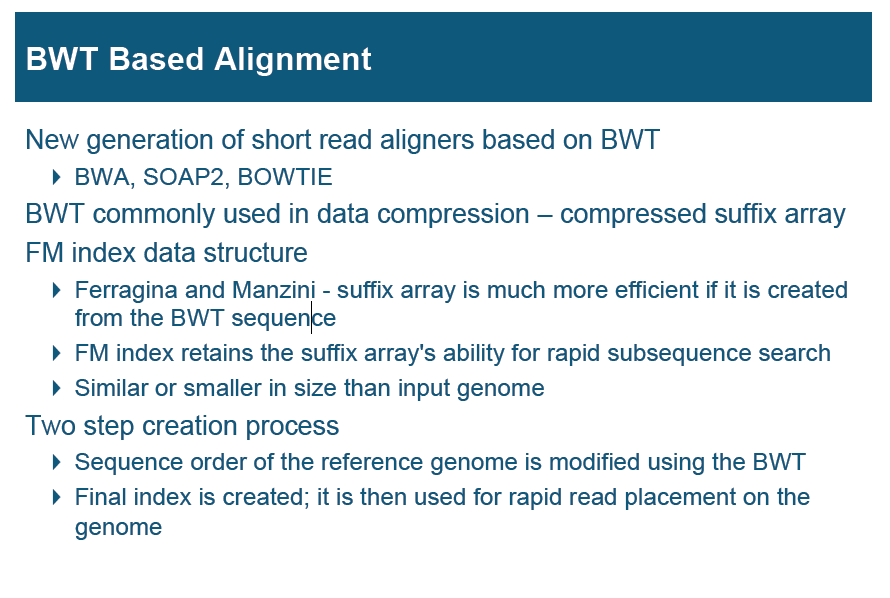 BWT Based Alignment
New generation of short read aligners based on BWT
BWA, SOAP2, BOWTIE
BWT commonly used in data compression – compressed suffix array
FM index data structure
Ferragina and Manzini - suffix array is much more efficient if it is created
from the BWT sequence
FM index retains the suffix array's ability for rapid subsequence search
Similar or smaller in size than input genome
Two step creation process
Sequence order of the reference genome is modified using the BWT
Final index is created; it is then used for rapid read placement on the
genome